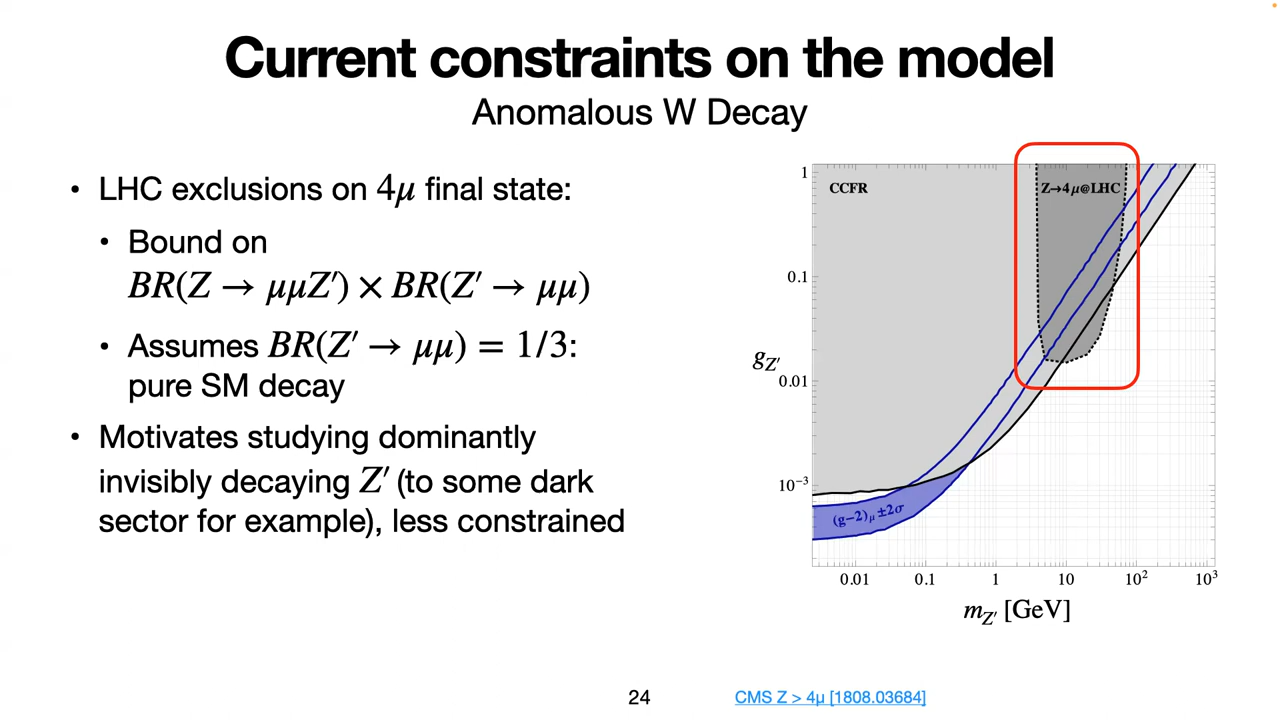 Current constraints on the model
Anomalous W Decay
• LHC exclusions on 4μ final state:
• Bound on
BR(Z → μμZ′) × BR(Z′ → μμ)
• Assumes BR(Z′ → μμ) = 1/3:
pure SM decay
• Motivates studying dominantly
invisibly decaying Z′ (to some dark
sector for example), less constrained
CCFR
Z→4μ@LHC
(g−2)μ ±2σ
1
0.1
0.01
10⁻³
gZ′
0.01 0.1 1 10 10² 10³
mZ′ [GeV]
24
CMS Z > 4μ [1808.03684]